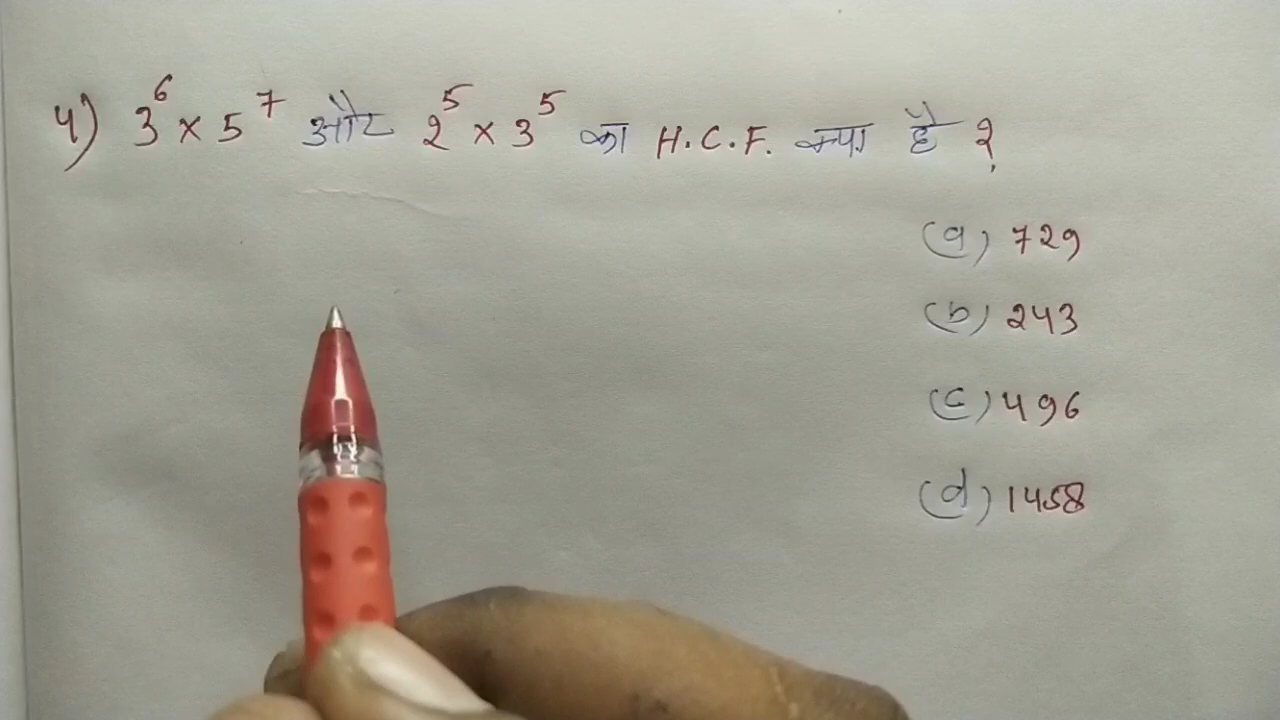 4) 3⁶ × 5⁷ और 2⁵ × 3⁵ का H.C.F. क्या है ?
(a) 729
(b) 243
(c) 496
(d) 1458